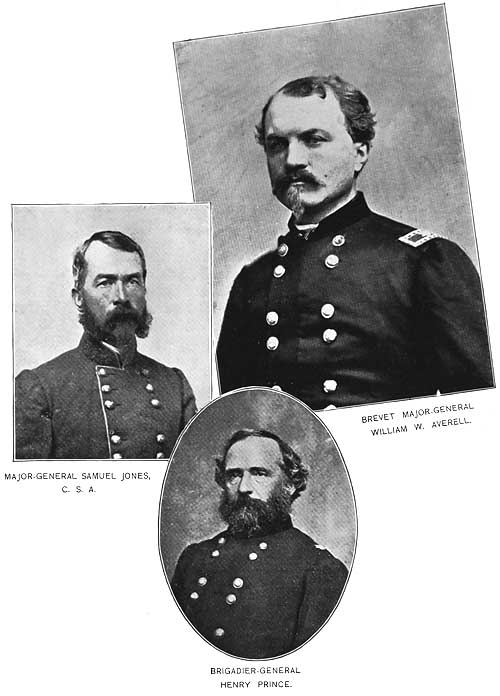 BREVET MAJOR-GENERAL
WILLIAM W. AVERELL.
MAJOR-GENERAL SAMUEL JONES,
C. S. A.
BRIGADIER-GENERAL
HENRY PRINCE.